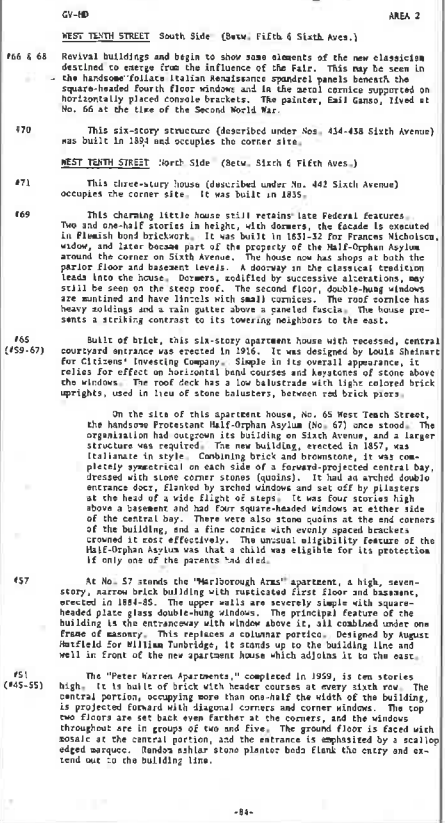 GV-HD AREA 2
WEST TENTH STREET South Side (Betw. Fifth & Sixth Aves.)
#66 & 68 Revival buildings and begin to show some elements of the new classicism
destined to emerge from the influence of the Fair. This may be seen in
the handsome foliate Italian Renaissance spandrel panels beneath the
square-headed fourth floor windows and in the metal cornice supported on
horizontally placed console brackets. The painter, Emil Ganso, lived at
No. 66 at the time of the Second World War.
#70 This six-story structure (described under Nos. 434-438 Sixth Avenue)
was built in 1894 and occupies the corner site.
WEST TENTH STREET North Side (Betw. Sixth & Fifth Aves.)
#71 This three-story house (described under No. 442 Sixth Avenue)
occupies the corner site. It was built in 1835.
#69 This charming little house still retains late Federal features.
Two and one-half stories in height, with dormers, the facade is executed
in Flemish bond brickwork. It was built in 1831-32 for Frances Nicholson,
widow, and later became part of the property of the Half-Orphan Asylum
around the corner on Sixth Avenue. The house now has shops at both the
parlor floor and basement levels. A doorway in the classical tradition
leads into the house. Dormers, modified by successive alterations, may
still be seen on the steep roof. The second floor, double-hung windows
are muntined and have lintels with small cornices. The roof cornice has
heavy moldings and a rain gutter above a paneled fascia. The house pre-
sents a striking contrast to its towering neighbors to the east.
#65 Built of brick, this six-story apartment house with recessed, central
(#59-67) courtyard entrance was erected in 1916. It was designed by Louis Sheinart
for Citizens' Investing Company. Simple in its overall appearance, it
relies for effect on horizontal band courses and keystones of stone above
the windows. The roof deck has a low balustrade with light colored brick
uprights, used in lieu of stone balusters, between red brick piers.
On the site of this apartment house, No. 65 West Tenth Street,
the handsome Protestant Half-Orphan Asylum (No. 67) once stood. The
organization had outgrown its building on Sixth Avenue, and a larger
structure was required. The new building, erected in 1857, was
Italianate in style. Combining brick and brownstone, it was com-
pletely symmetrical on each side of a forward-projected central bay,
dressed with stone corner stones (quoins). It had an arched double
entrance door, flanked by arched windows and set off by pilasters
at the head of a wide flight of steps. It was four stories high
above a basement and had four square-headed windows at either side
of the central bay. There were also stone quoins at the end corners
of the building, and a fine cornice with evenly spaced brackets
crowned it most effectively. The unusual eligibility feature of the
Half-Orphan Asylum was that a child was eligible for its protection
if only one of the parents had died.
#57 At No. 57 stands the "Marlborough Arms" apartment, a high, seven-
story, narrow brick building with rusticated first floor and basement,
erected in 1884-85. The upper walls are severely simple with square-
headed plate glass double-hung windows. The principal feature of the
building is the entranceway with window above it, all combined under one
frame of masonry. This replaces a columnar portico. Designed by August
Hatfield for William Tunbridge, it stands up to the building line and
well in front of the new apartment house which adjoins it to the east.
#51 The "Peter Warren Apartments," completed in 1959, is ten stories
(#45-55) high. It is built of brick with header courses at every sixth row. The
central portion, occupying more than one-half the width of the building,
is projected forward with diagonal corners and corner windows. The top
two floors are set back even farther at the corners, and the windows
throughout are in groups of two and five. The ground floor is faced with
mosaic at the central portion, and the entrance is emphasized by a scallop
edged marquee. Random ashlar stone planter beds flank the entry and ex-
tend out to the building line.
-84-